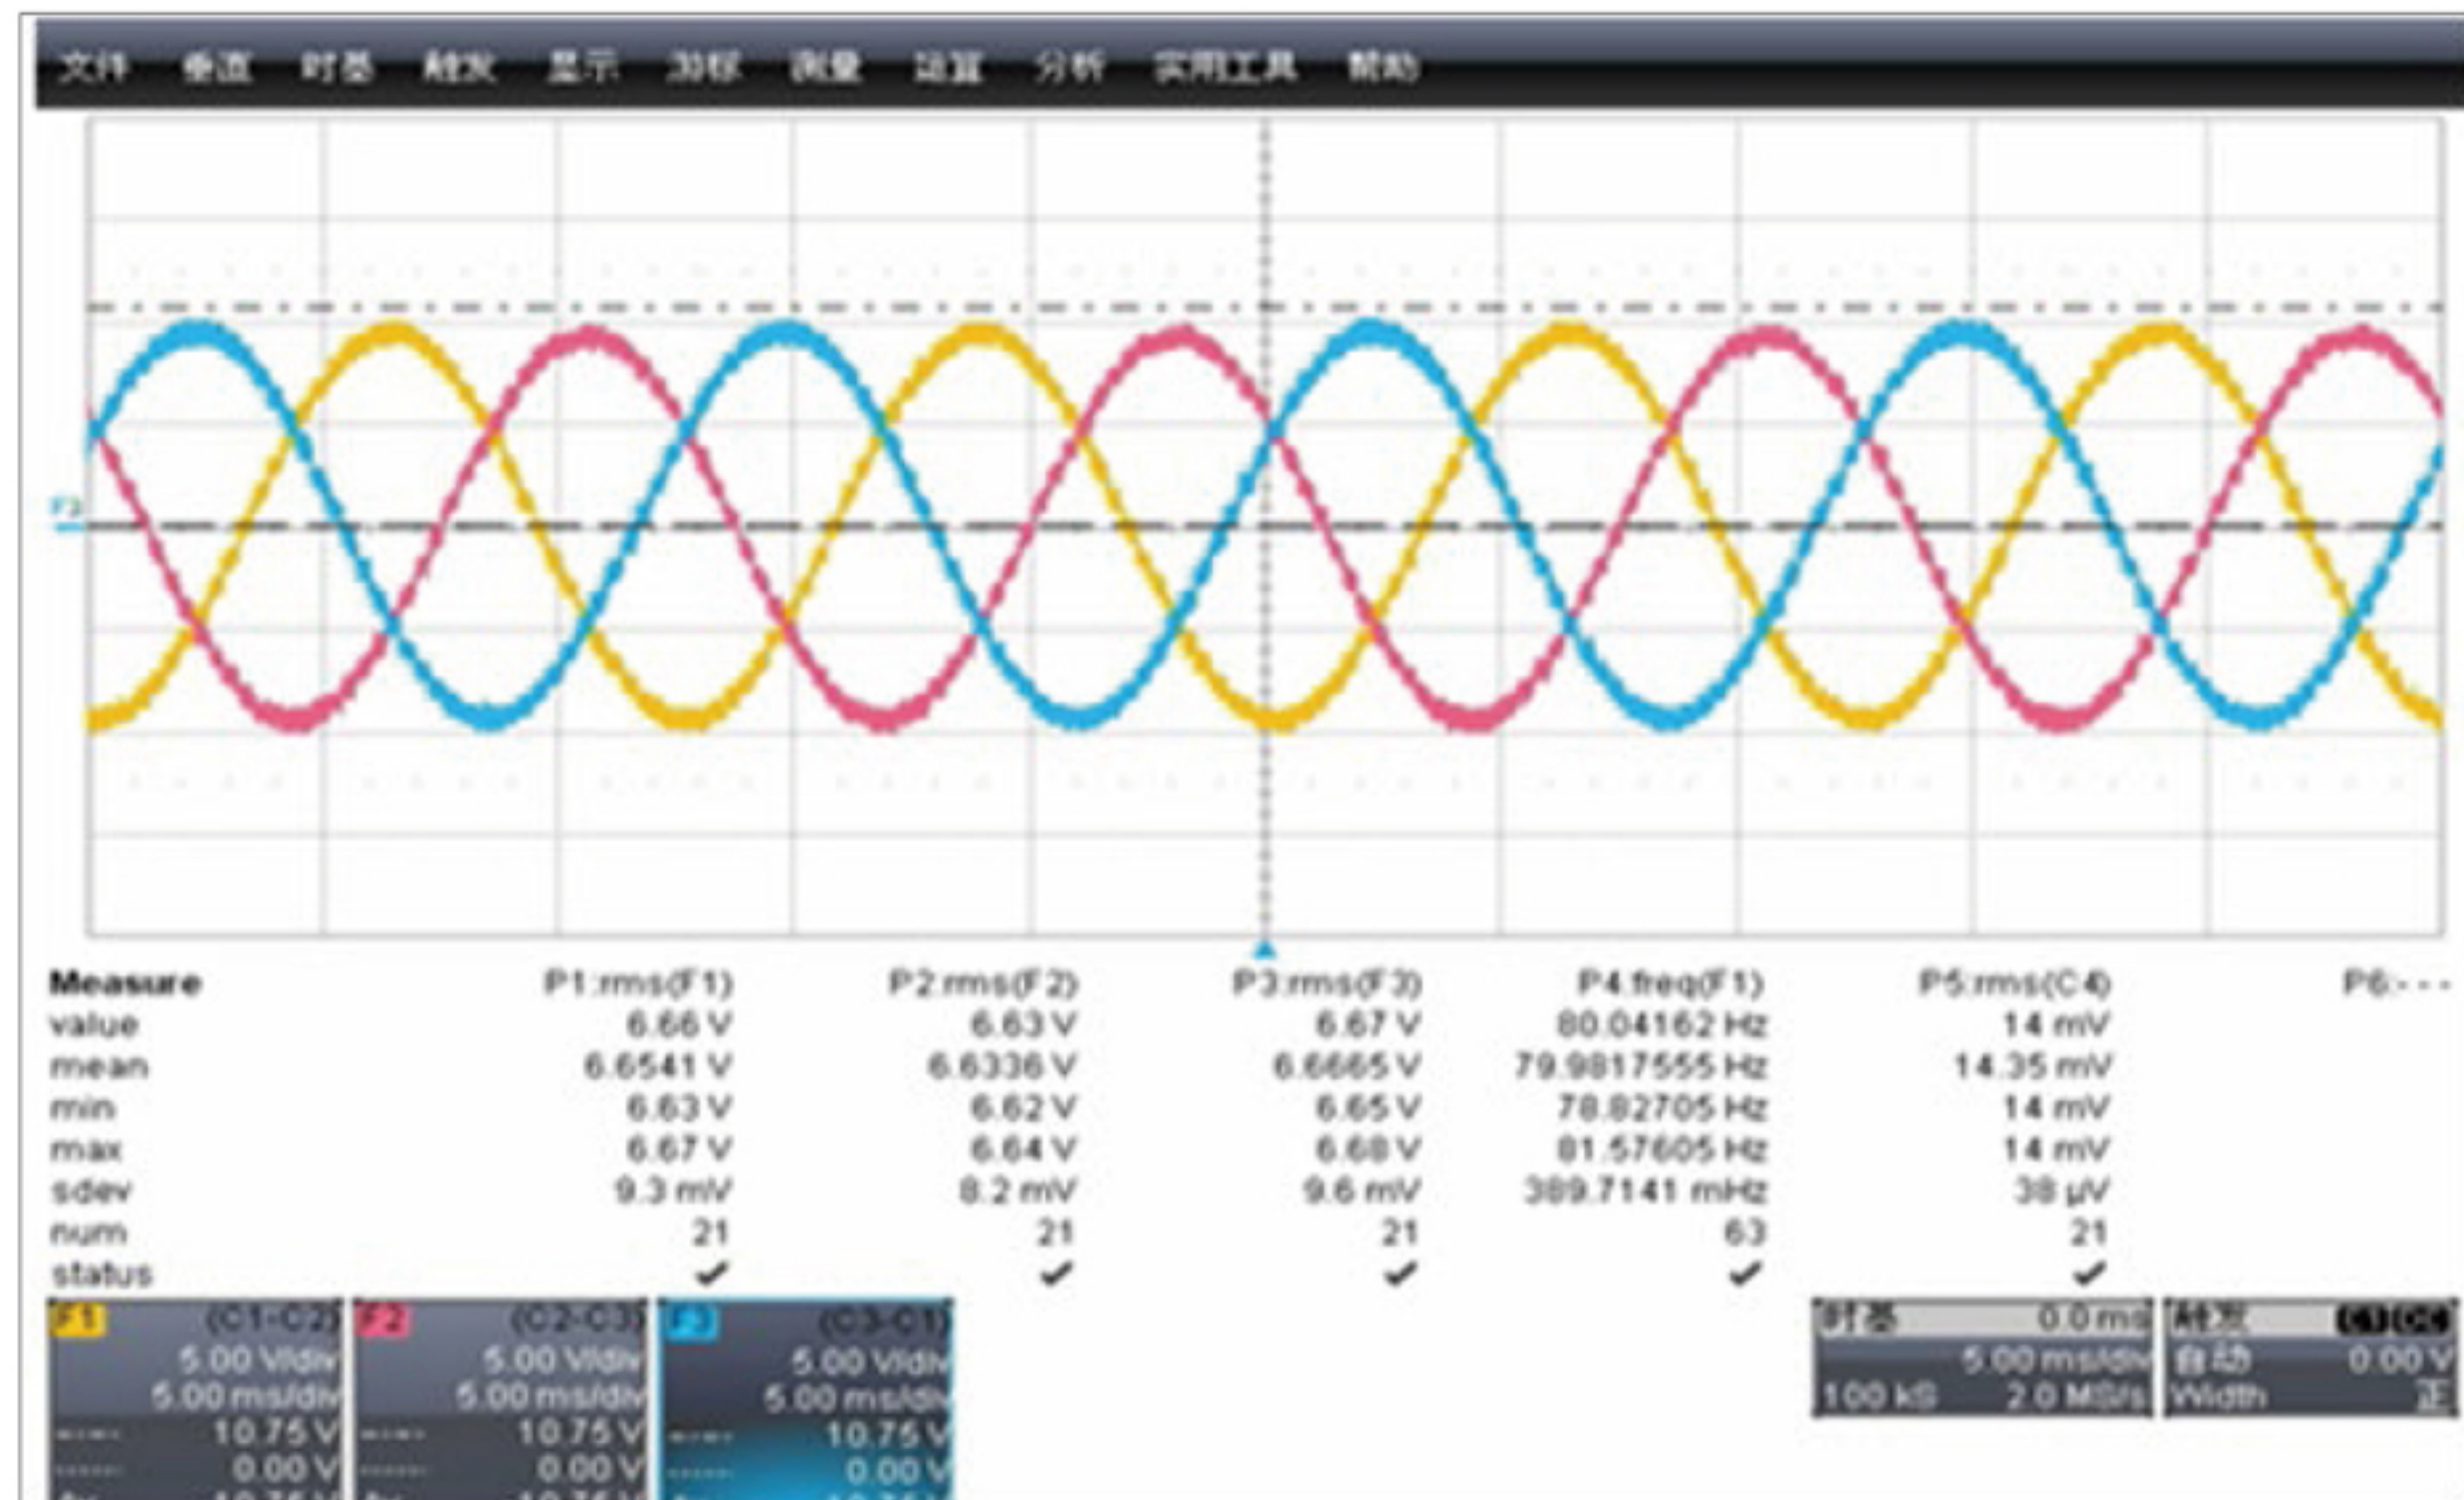 文件 垂直 时基 触发 显示 游标 测量 运算 分析 实用工具 帮助
F3
Measure P1:rms(F1) P2:rms(F2) P3:rms(F3) P4:freq(F1) P5:rms(C4) P6:- - -
value 6.66 V 6.63 V 6.67 V 80.04162 Hz 14 mV
mean 6.6541 V 6.6336 V 6.6665 V 79.9817555 Hz 14.35 mV
min 6.63 V 6.62 V 6.65 V 78.82705 Hz 14 mV
max 6.67 V 6.64 V 6.68 V 81.57605 Hz 14 mV
sdev 9.3 mV 8.2 mV 9.6 mV 389.7141 mHz 38 µV
num 21 21 21 63 21
status
F1 (C1-C2) F2 (C2-C3) F3 (C3-C1) 时基 0.0 ms 触发 C1 DC
5.00 V/div 5.00 V/div 5.00 V/div 5.00 ms/div 自动 0.00 V
5.00 ms/div 5.00 ms/div 5.00 ms/div 100 kS 2.0 MS/s Width 正
10.75 V 10.75 V 10.75 V
0.00 V 0.00 V 0.00 V